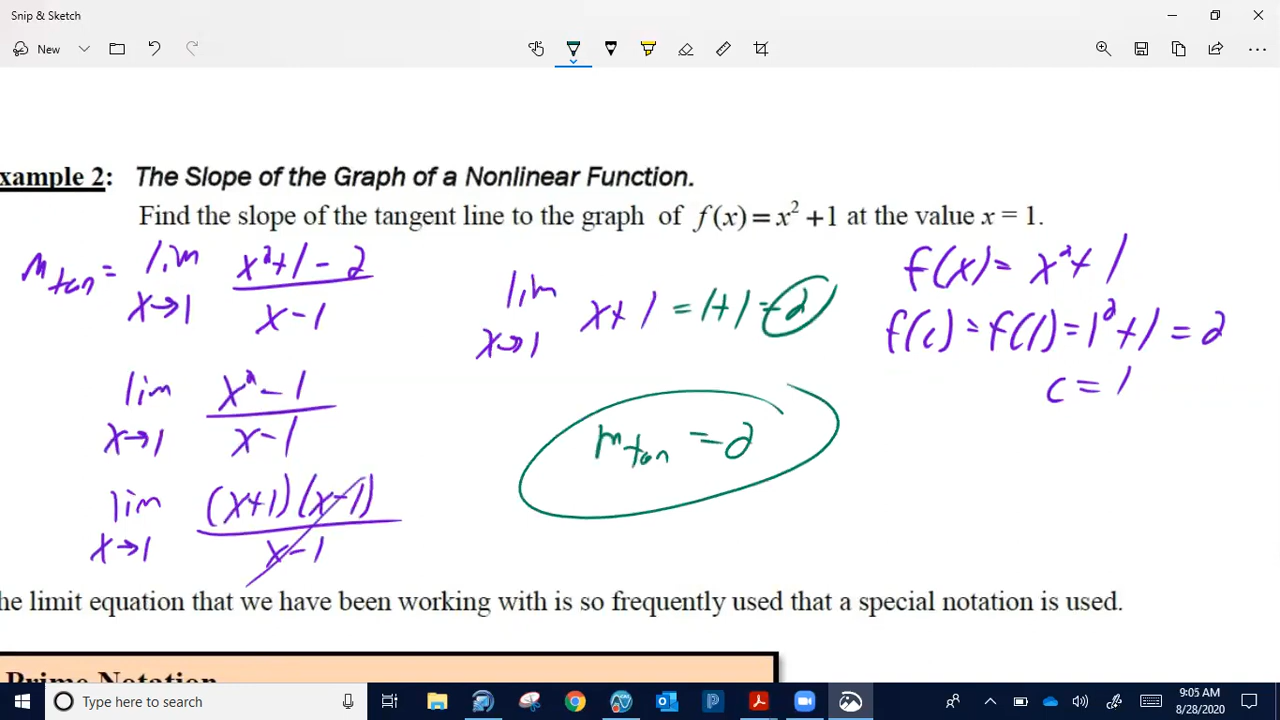 Snip & Sketch
New
xample 2: The Slope of the Graph of a Nonlinear Function.
Find the slope of the tangent line to the graph of f(x) = x² + 1 at the value x = 1.
m_tan = lim x→1 (x²+1-2)/(x-1)
lim x→1 (x²-1)/(x-1)
lim x→1 (x+1)(x-1)/(x-1)
lim x→1 x+1 = 1+1 = 2
m_tan = 2
f(x) = x²+1
f(c) = f(1) = 1²+1 = 2
c = 1
he limit equation that we have been working with is so frequently used that a special notation is used.
Prime Notation
Type here to search
9:05 AM
8/28/2020